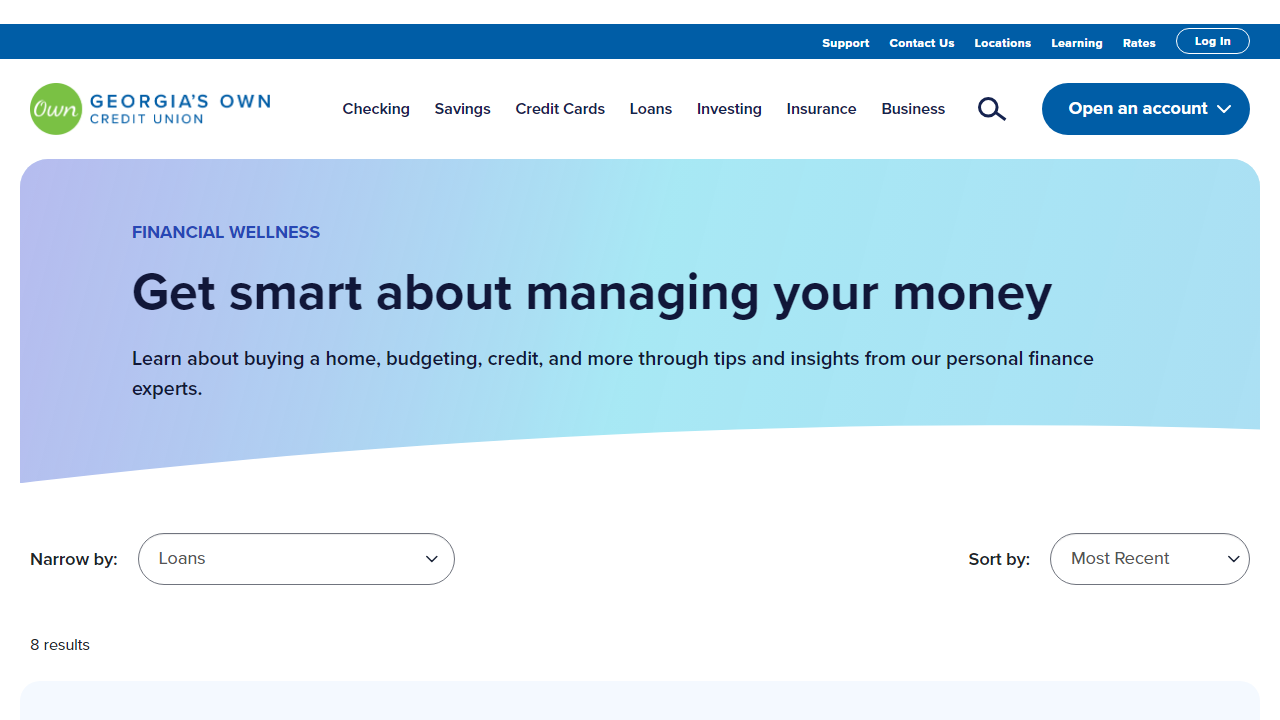 Support Contact Us Locations Learning Rates Log In
Own GEORGIA'S OWN
CREDIT UNION
Checking Savings Credit Cards Loans Investing Insurance Business Open an account
FINANCIAL WELLNESS
Get smart about managing your money
Learn about buying a home, budgeting, credit, and more through tips and insights from our personal finance
experts.
Narrow by: Loans Sort by: Most Recent
8 results